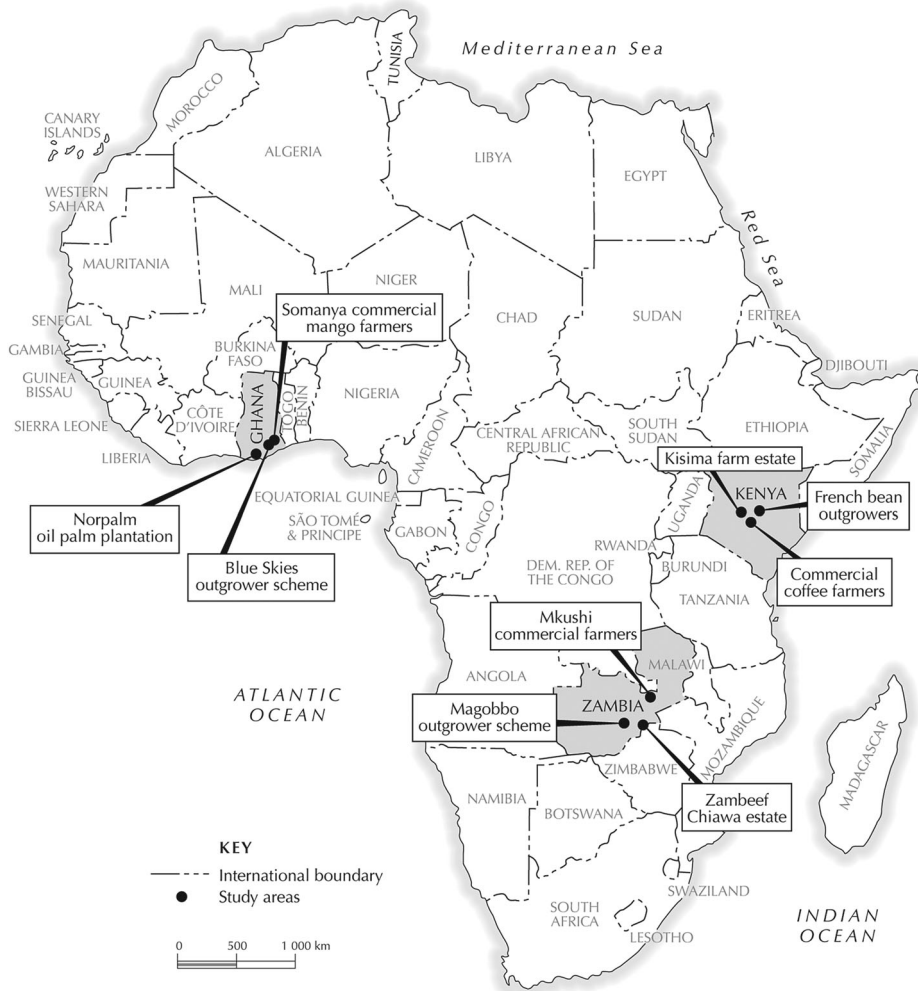 Mediterranean Sea
TUNISIA
MOROCCO
CANARY
ISLANDS
ALGERIA
LIBYA
EGYPT
WESTERN
SAHARA
Red Sea
MAURITANIA
MALI
NIGER
CHAD
SUDAN
ERITREA
Somanya commercial
mango farmers
SENEGAL
GAMBIA
BURKINA
FASO
DJIBOUTI
GUINEA
BISSAU
GUINEA
NIGERIA
GHANA
TOGO
BENIN
CÔTE
D'IVOIRE
SIERRA LEONE
LIBERIA
CAMEROON
CENTRAL AFRICAN
REPUBLIC
SOUTH
SUDAN
ETHIOPIA
SOMALIA
Kisima farm estate
EQUATORIAL GUINEA
UGANDA
KENYA
French bean
outgrowers
Norpalm
oil palm plantation
SÃO TOMÉ
& PRINCIPE
GABON
CONGO
RWANDA
Blue Skies
outgrower scheme
DEM. REP. OF
THE CONGO
BURUNDI
Commercial
coffee farmers
TANZANIA
Mkushi
commercial farmers
MALAWI
ANGOLA
ATLANTIC
OCEAN
Magobbo
outgrower scheme
ZAMBIA
MOZAMBIQUE
MADAGASCAR
ZIMBABWE
NAMIBIA
BOTSWANA
Zambeef
Chiawa estate
KEY
International boundary
Study areas
SWAZILAND
SOUTH
AFRICA
LESOTHO
INDIAN
OCEAN
0 500 1 000 km